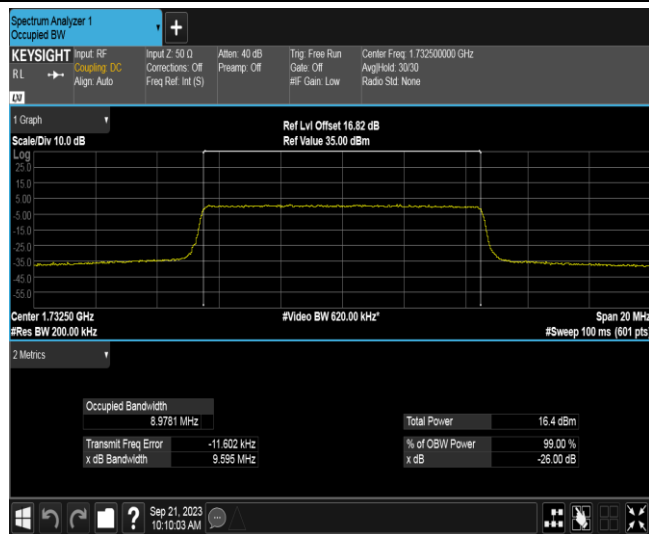 Spectrum Analyzer 1
Occupied BW
+
KEYSIGHT Input: RF Input Z: 50 Ω Atten: 40 dB Trig: Free Run Center Freq: 1.732500000 GHz
RL Coupling: DC Corrections: Off Preamp: Off Gate: Off Avg|Hold: 30/30
Align: Auto Freq Ref: Int (S) #IF Gain: Low Radio Std: None
LXI
1 Graph
Ref Lvl Offset 16.82 dB
Scale/Div 10.0 dB Ref Value 35.00 dBm
Log
25.0
15.0
5.00
-5.00
-15.0
-25.0
-35.0
-45.0
-55.0
Center 1.73250 GHz #Video BW 620.00 kHz* Span 20 MHz
#Res BW 200.00 kHz #Sweep 100 ms (601 pts)
2 Metrics
Occupied Bandwidth
8.9781 MHz Total Power 16.4 dBm
Transmit Freq Error -11.602 kHz % of OBW Power 99.00 %
x dB Bandwidth 9.595 MHz x dB -26.00 dB
? Sep 21, 2023
10:10:03 AM